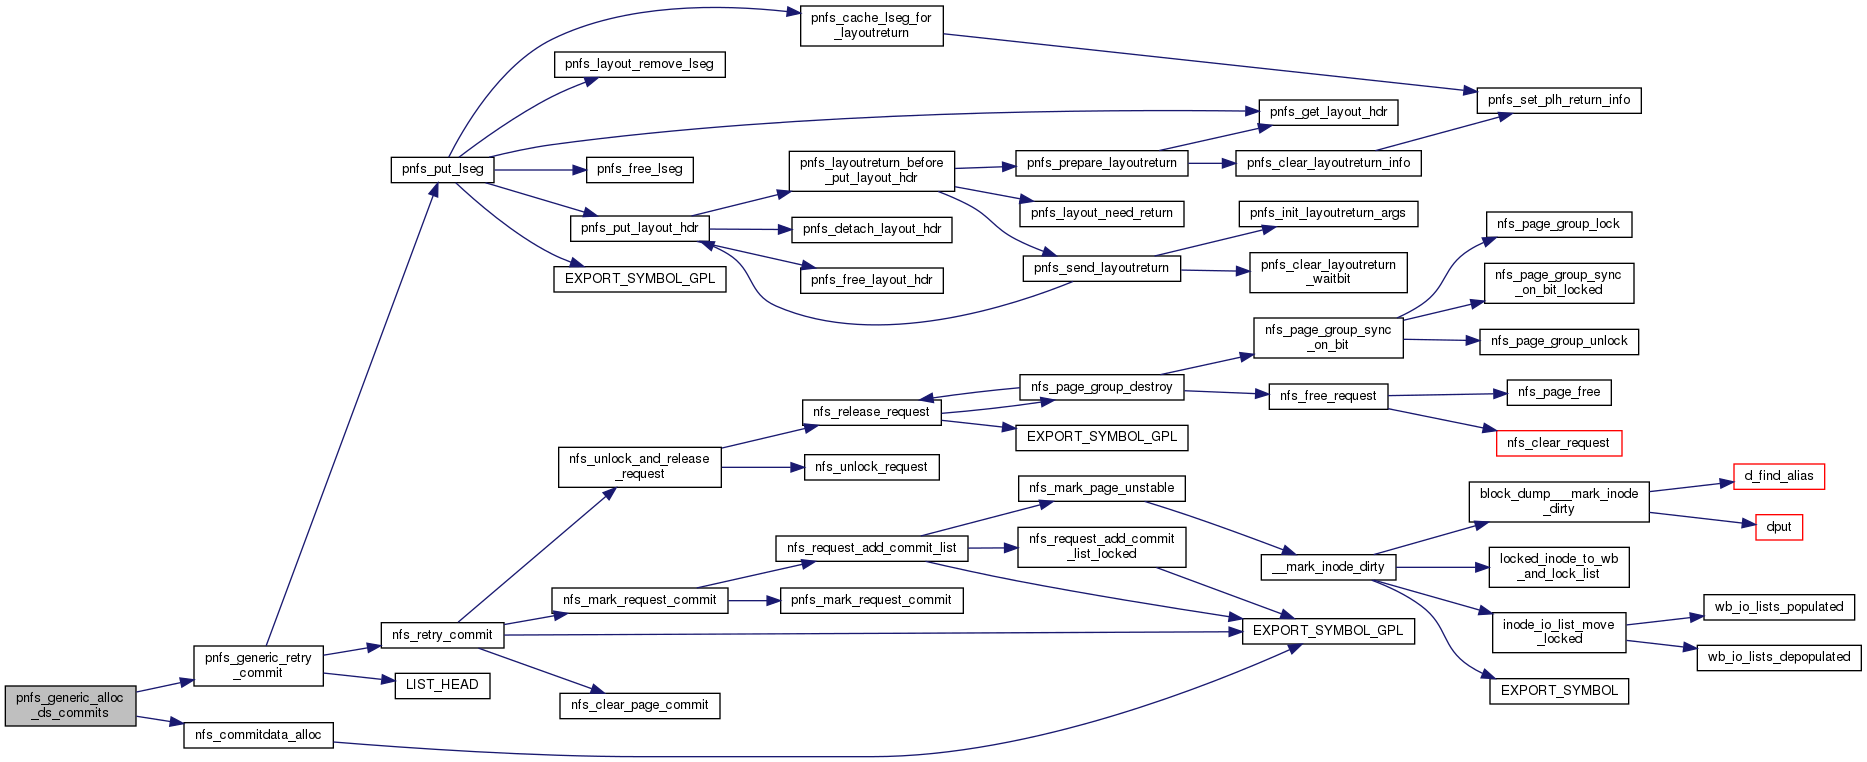 pnfs_cache_lseg_for
_layoutreturn
pnfs_layout_remove_lseg
pnfs_set_plh_return_info
pnfs_get_layout_hdr
pnfs_put_lseg
pnfs_free_lseg
pnfs_layoutreturn_before
_put_layout_hdr
pnfs_prepare_layoutreturn
pnfs_clear_layoutreturn_info
pnfs_layout_need_return
pnfs_init_layoutreturn_args
pnfs_put_layout_hdr
pnfs_detach_layout_hdr
nfs_page_group_lock
EXPORT_SYMBOL_GPL
pnfs_free_layout_hdr
pnfs_send_layoutreturn
pnfs_clear_layoutreturn
_waitbit
nfs_page_group_sync
_on_bit_locked
nfs_page_group_sync
_on_bit
nfs_page_group_unlock
nfs_page_group_destroy
nfs_free_request
nfs_page_free
nfs_release_request
EXPORT_SYMBOL_GPL
nfs_clear_request
nfs_unlock_and_release
_request
nfs_unlock_request
nfs_mark_page_unstable
block_dump___mark_inode
_dirty
d_find_alias
dput
nfs_request_add_commit_list
nfs_request_add_commit
_list_locked
__mark_inode_dirty
locked_inode_to_wb
_and_lock_list
nfs_mark_request_commit
pnfs_mark_request_commit
wb_io_lists_populated
nfs_retry_commit
EXPORT_SYMBOL_GPL
inode_io_list_move
_locked
wb_io_lists_depopulated
pnfs_generic_retry
_commit
LIST_HEAD
EXPORT_SYMBOL
pnfs_generic_alloc
_ds_commits
nfs_clear_page_commit
nfs_commitdata_alloc